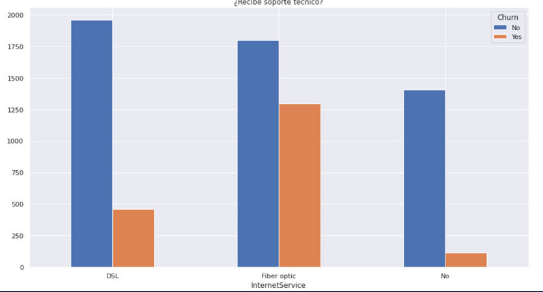 ¿Recibe soporte técnico?
Churn
No
Yes
2000
1750
1500
1250
1000
750
500
250
0
DSL
Fiber optic
No
InternetService